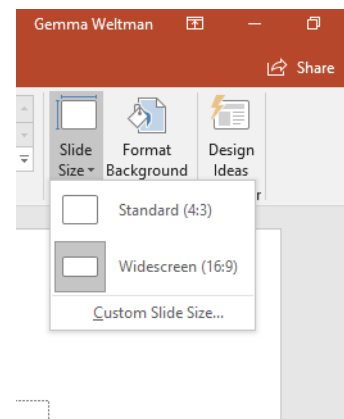 Gemma Weltman
Share
Slide Format Design
Size Background Ideas
r
Standard (4:3)
Widescreen (16:9)
Custom Slide Size...